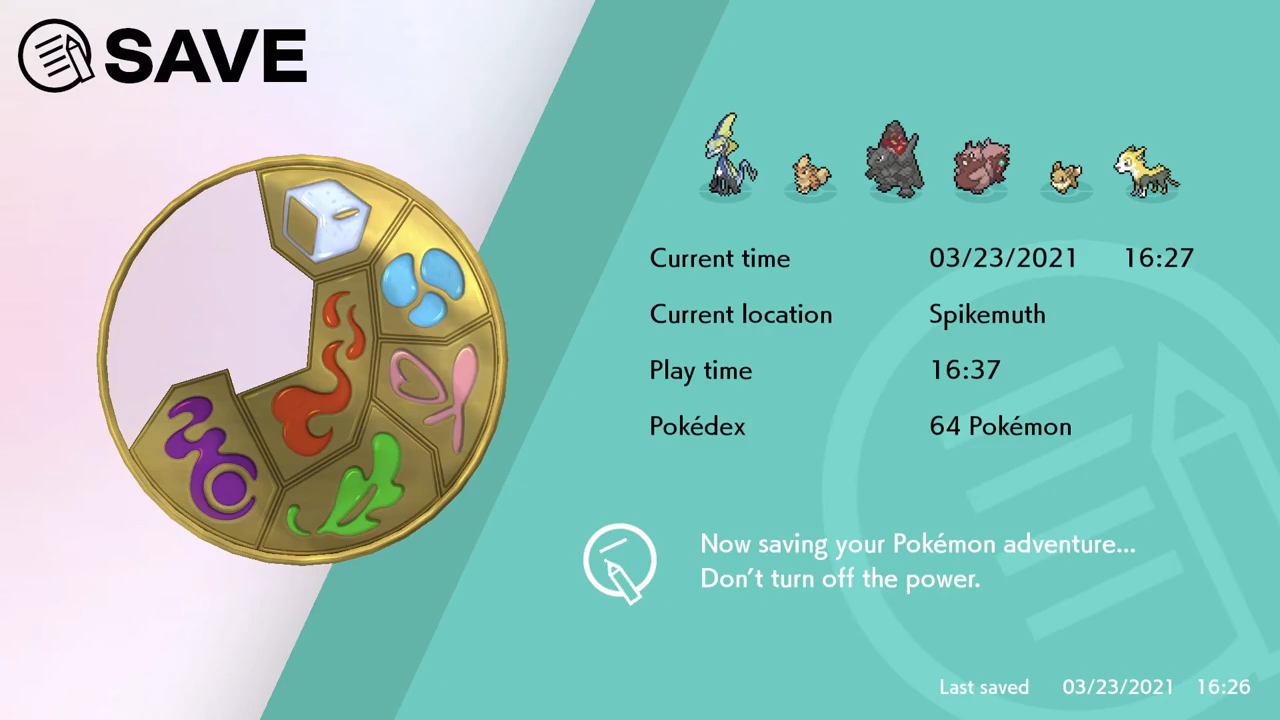 SAVE
Current time 03/23/2021 16:27
Current location Spikemuth
Play time 16:37
Pokédex 64 Pokémon
Now saving your Pokémon adventure...
Don't turn off the power.
Last saved 03/23/2021 16:26